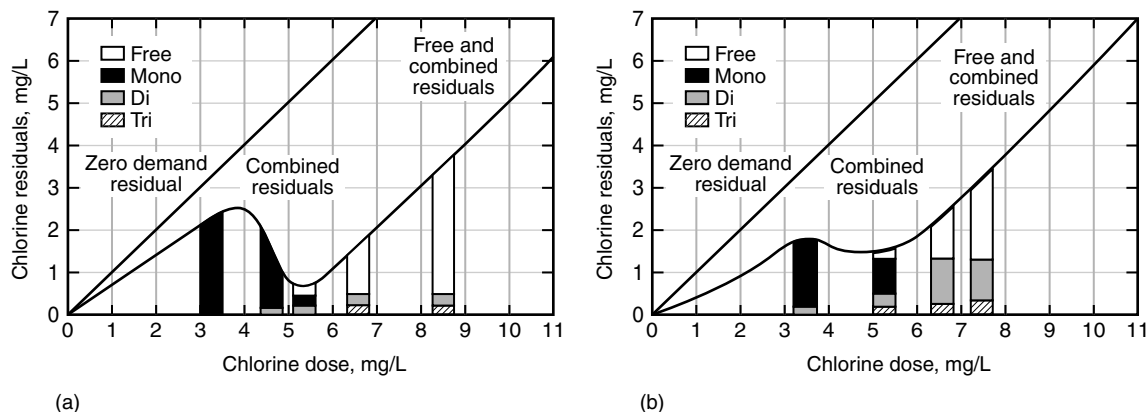 7
6
5
4
3
2
1
0
0 1 2 3 4 5 6 7 8 9 10 11
Chlorine residuals, mg/L
Chlorine dose, mg/L
Free
Mono
Di
Tri
Zero demand
residual
Combined
residuals
Free and
combined
residuals
(a)
7
6
5
4
3
2
1
0
0 1 2 3 4 5 6 7 8 9 10 11
Chlorine residuals, mg/L
Chlorine dose, mg/L
Free
Mono
Di
Tri
Zero demand
residual
Combined
residuals
Free and
combined
residuals
(b)